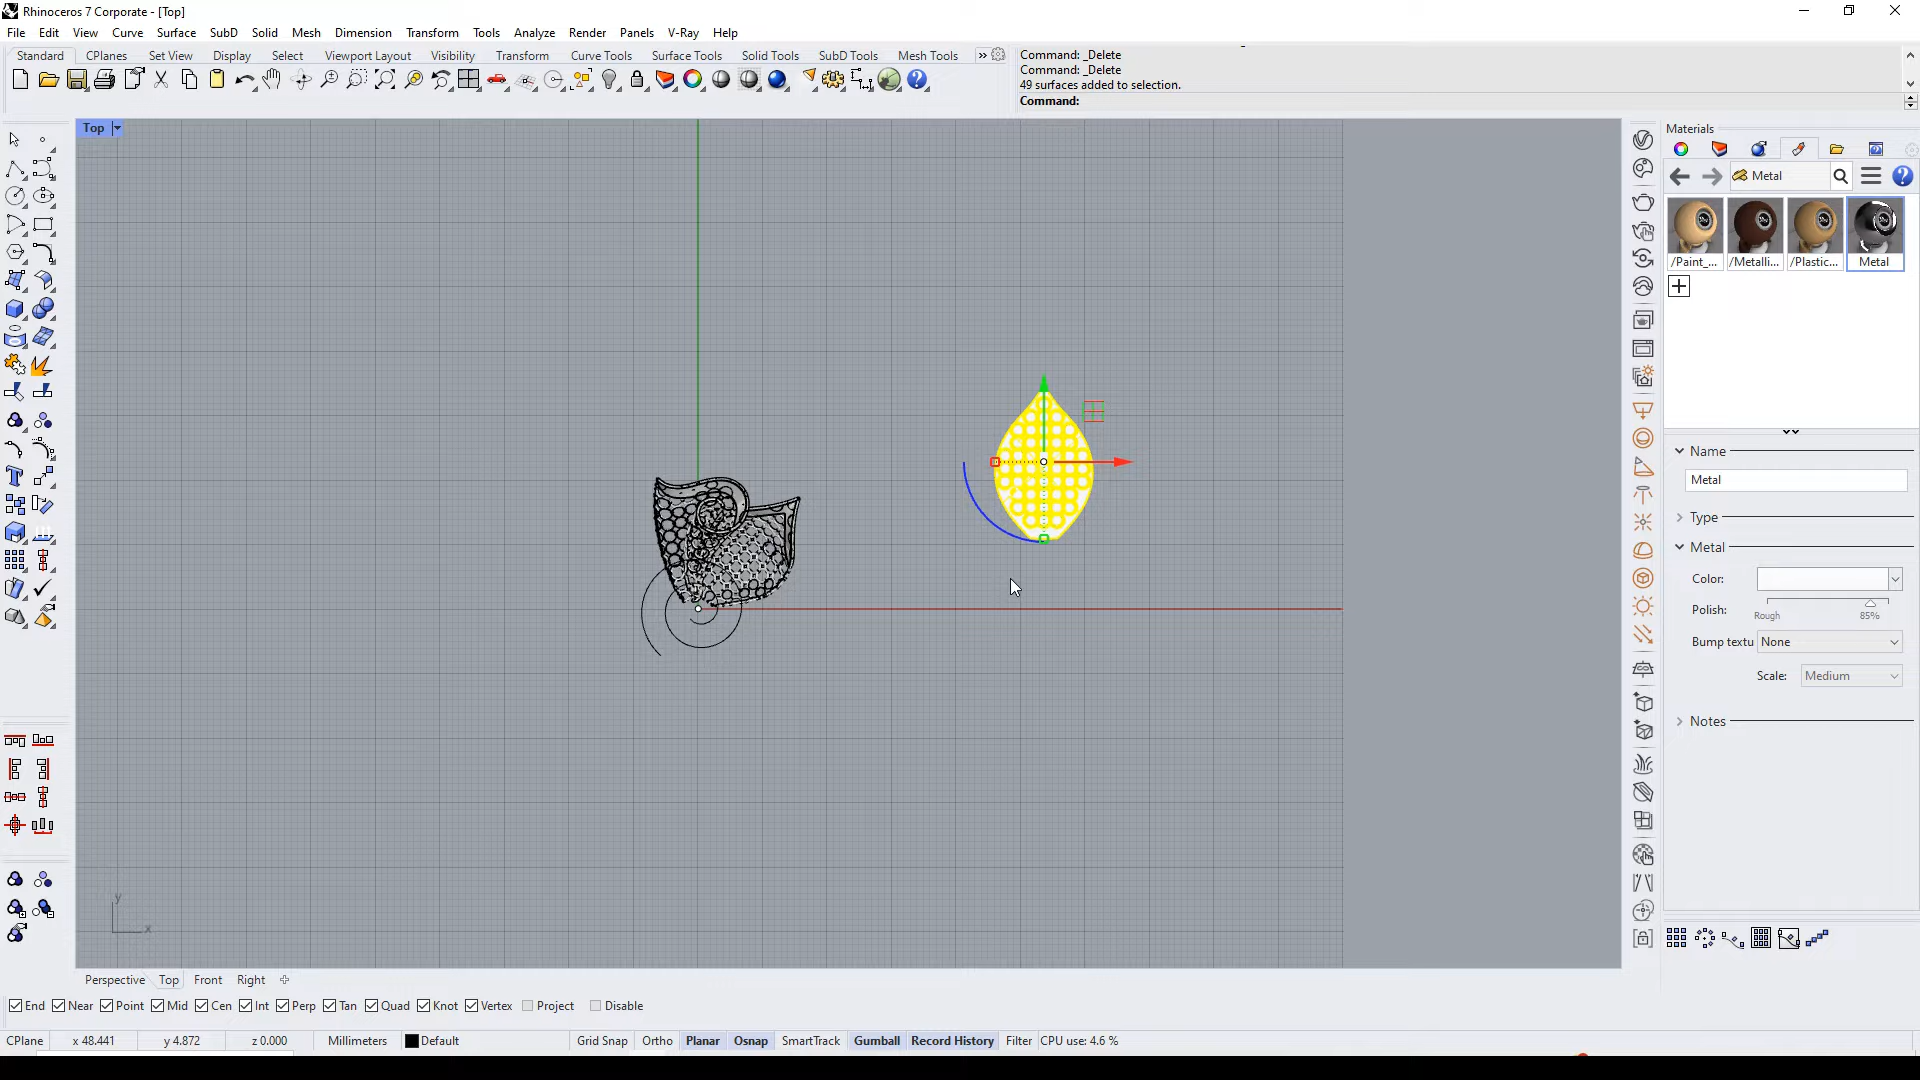 Rhinoceros 7 Corporate - [Top]
File Edit View Curve Surface SubD Solid Mesh Dimension Transform Tools Analyze Render Panels V-Ray Help
Standard CPlanes Set View Display Select Viewport Layout Visibility Transform Curve Tools Surface Tools Solid Tools SubD Tools Mesh Tools »
Command: _Delete
Command: _Delete
49 surfaces added to selection.
Command:
Top
Materials
Metal
/Paint_... /Metalli... /Plastic... Metal
Name
Metal
Type
Metal
Color:
Polish:
Rough 85%
Bump textu None
Scale: Medium
Notes
y
x
Perspective Top Front Right
End Near Point Mid Cen Int Perp Tan Quad Knot Vertex Project Disable
CPlane x 48.441 y 4.872 z 0.000 Millimeters Default Grid Snap Ortho Planar Osnap SmartTrack Gumball Record History Filter CPU use: 4.6 %